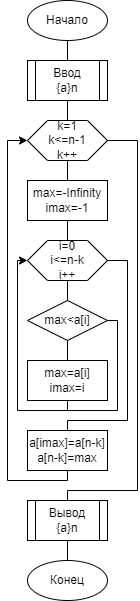 Начало
Ввод
{a}n
k=1
k<=n-1
k++
max=-Infinity
imax=-1
i=0
i<=n-k
i++
max<a[i]
max=a[i]
imax=i
a[imax]=a[n-k]
a[n-k]=max
Вывод
{a}n
Конец